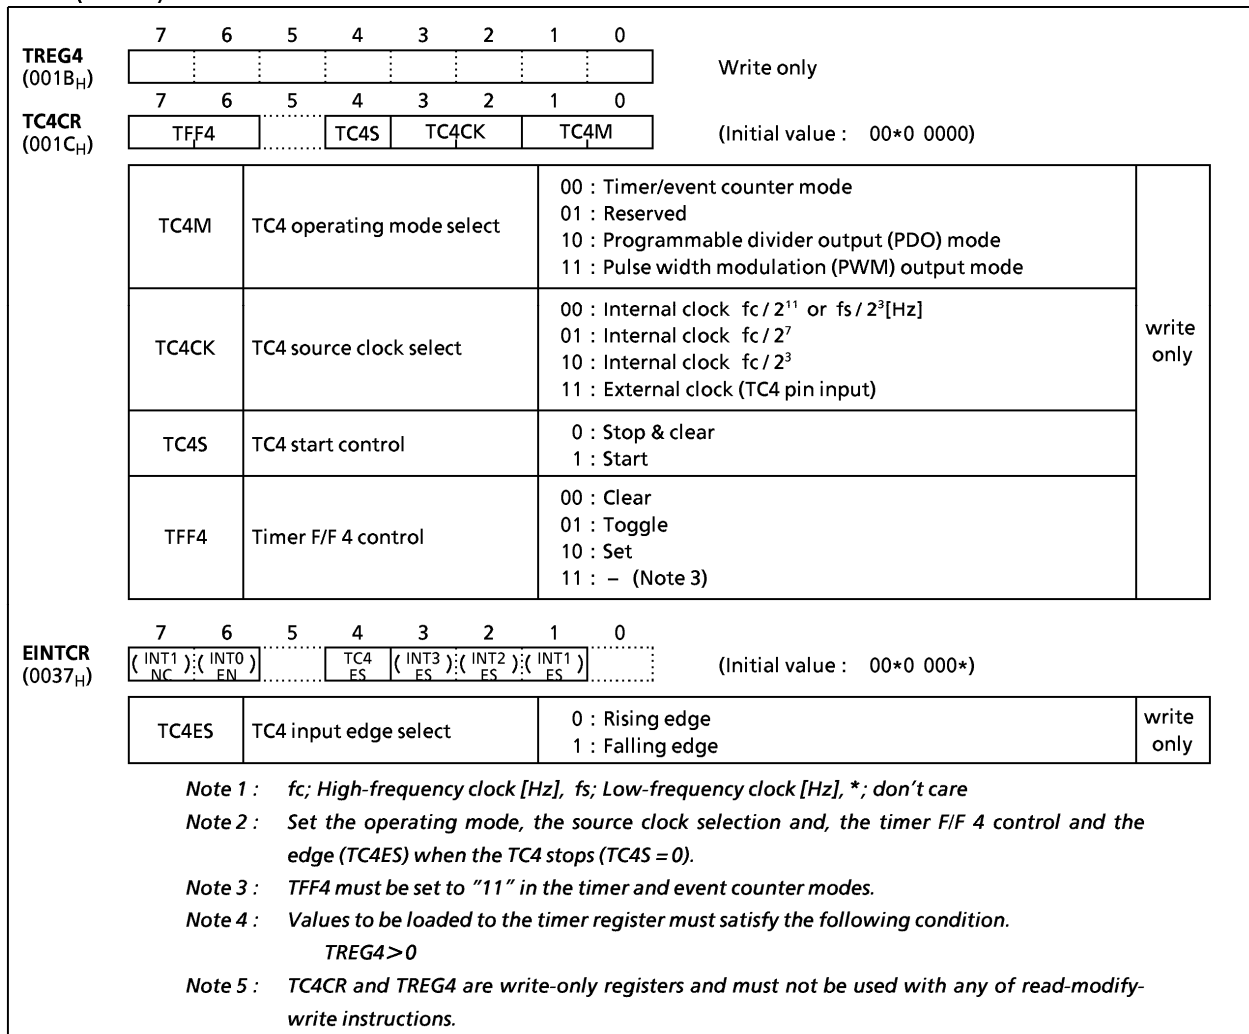 7 6 5 4 3 2 1 0
TREG4
(001BH)
Write only
7 6 5 4 3 2 1 0
TC4CR
(001CH)
TFF4 TC4S TC4CK TC4M
(Initial value : 00*0 0000)
TC4M TC4 operating mode select
00 : Timer/event counter mode
01 : Reserved
10 : Programmable divider output (PDO) mode
11 : Pulse width modulation (PWM) output mode
write
only
TC4CK TC4 source clock select
00 : Internal clock fc / 2¹¹ or fs / 2³[Hz]
01 : Internal clock fc / 2⁷
10 : Internal clock fc / 2³
11 : External clock (TC4 pin input)
TC4S TC4 start control
0 : Stop & clear
1 : Start
TFF4 Timer F/F 4 control
00 : Clear
01 : Toggle
10 : Set
11 : – (Note 3)
7 6 5 4 3 2 1 0
EINTCR
(0037H)
(INT1 NC) (INT0 EN) TC4 ES (INT3 ES) (INT2 ES) (INT1 ES)
(Initial value : 00*0 000*)
TC4ES TC4 input edge select
0 : Rising edge
1 : Falling edge
write
only
Note 1 : fc; High-frequency clock [Hz], fs; Low-frequency clock [Hz], *; don't care
Note 2 : Set the operating mode, the source clock selection and, the timer F/F 4 control and the
edge (TC4ES) when the TC4 stops (TC4S = 0).
Note 3 : TFF4 must be set to "11" in the timer and event counter modes.
Note 4 : Values to be loaded to the timer register must satisfy the following condition.
TREG4>0
Note 5 : TC4CR and TREG4 are write-only registers and must not be used with any of read-modify-
write instructions.